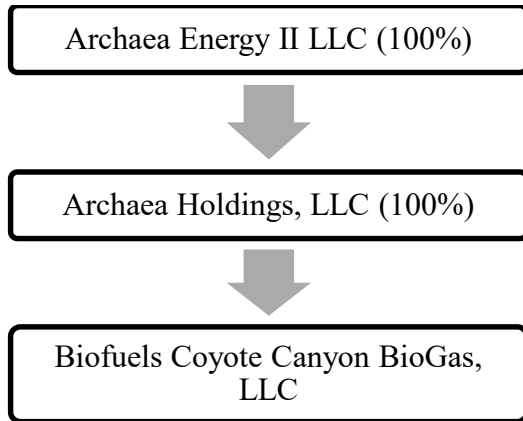 Archaea Energy II LLC (100%)
Archaea Holdings, LLC (100%)
Biofuels Coyote Canyon BioGas,
LLC